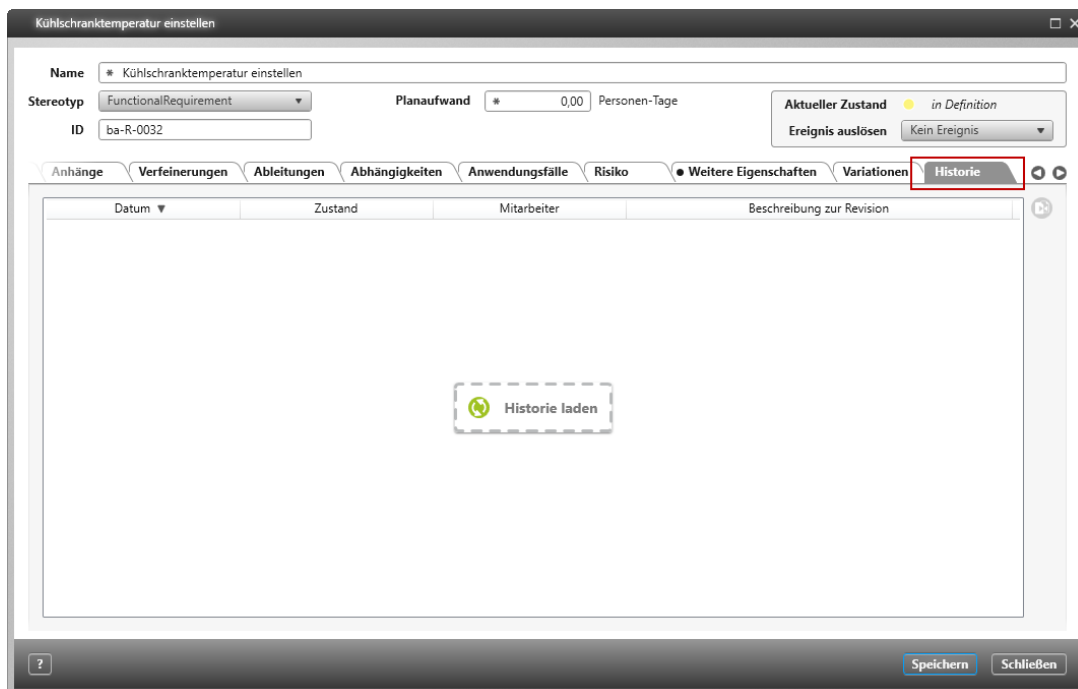 Kühlschranktemperatur einstellen
Name * Kühlschranktemperatur einstellen
Stereotyp FunctionalRequirement ▼ Planaufwand * 0,00 Personen-Tage Aktueller Zustand in Definition
ID ba-R-0032 Ereignis auslösen Kein Ereignis ▼
Anhänge Verfeinerungen Ableitungen Abhängigkeiten Anwendungsfälle Risiko ● Weitere Eigenschaften Variationen Historie
Datum ▼ Zustand Mitarbeiter Beschreibung zur Revision
Historie laden
? Speichern Schließen